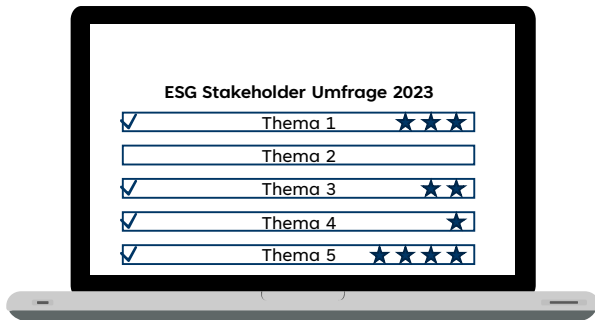 ESG Stakeholder Umfrage 2023
Thema 1
Thema 2
Thema 3
Thema 4
Thema 5